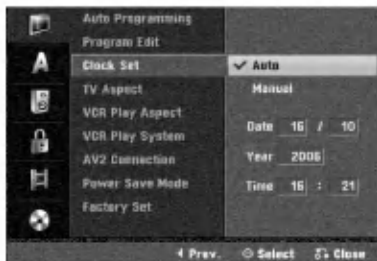 Auto Programming
Program Edit
Clock Set
TV Aspect
VCR Play Aspect
VCR Play System
AV2 Connection
Power Save Mode
Factory Set
A
✓ Auto
Manual
Date 16 / 10
Year 2006
Time 16 : 21
Prev. Select Close